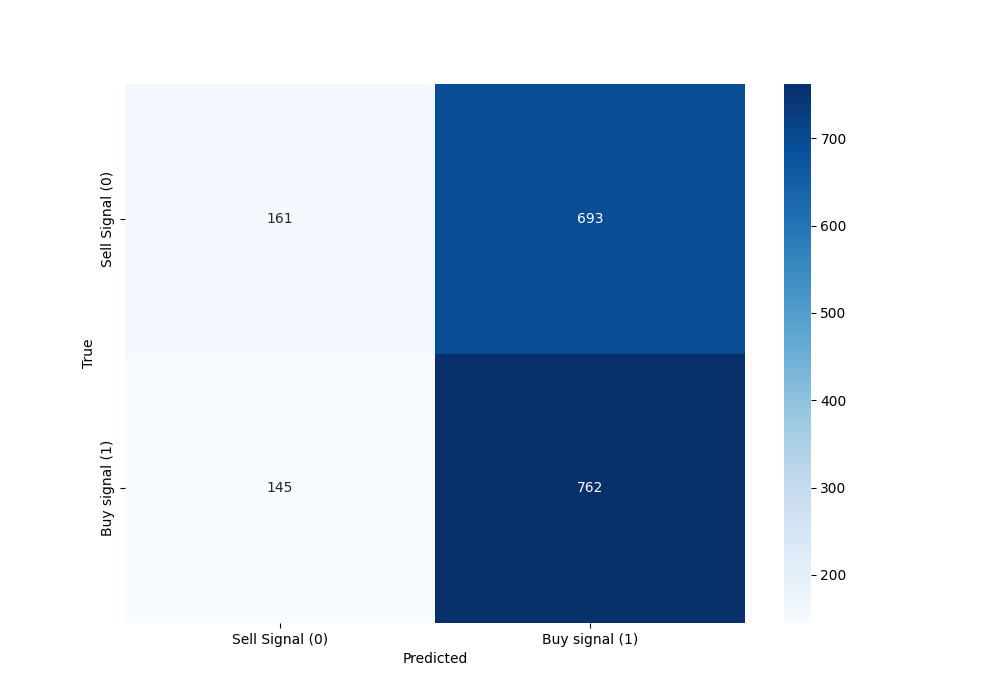 Sell Signal (0)
161
693
True
Buy signal (1)
145
762
Sell Signal (0)
Buy signal (1)
Predicted
700
600
500
400
300
200